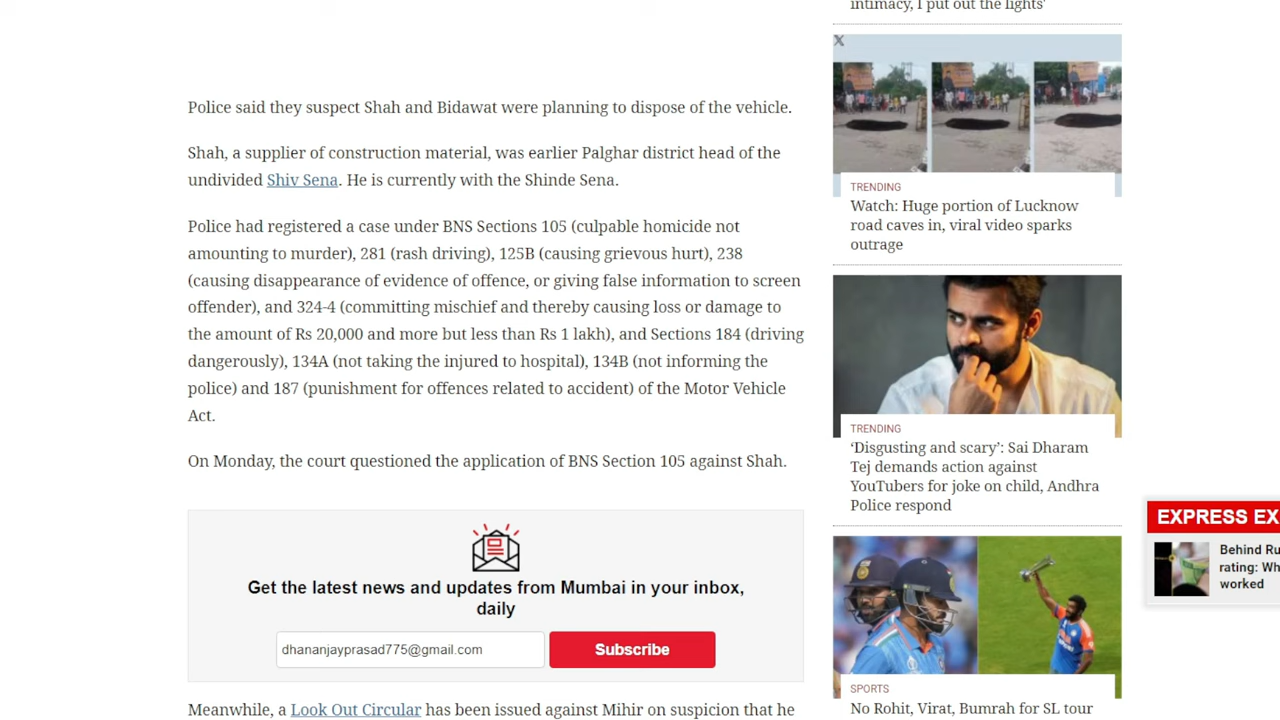 Police said they suspect Shah and Bidawat were planning to dispose of the vehicle.
Shah, a supplier of construction material, was earlier Palghar district head of the
undivided Shiv Sena. He is currently with the Shinde Sena.
Police had registered a case under BNS Sections 105 (culpable homicide not
amounting to murder), 281 (rash driving), 125B (causing grievous hurt), 238
(causing disappearance of evidence of offence, or giving false information to screen
offender), and 324-4 (committing mischief and thereby causing loss or damage to
the amount of Rs 20,000 and more but less than Rs 1 lakh), and Sections 184 (driving
dangerously), 134A (not taking the injured to hospital), 134B (not informing the
police) and 187 (punishment for offences related to accident) of the Motor Vehicle
Act.
On Monday, the court questioned the application of BNS Section 105 against Shah.
Get the latest news and updates from Mumbai in your inbox,
daily
dhananjayprasad775@gmail.com
Subscribe
Meanwhile, a Look Out Circular has been issued against Mihir on suspicion that he
intimacy, I put out the lights'
TRENDING
Watch: Huge portion of Lucknow
road caves in, viral video sparks
outrage
TRENDING
‘Disgusting and scary’: Sai Dharam
Tej demands action against
YouTubers for joke on child, Andhra
Police respond
SPORTS
No Rohit, Virat, Bumrah for SL tour
EXPRESS EX
Behind Ru
rating: Wh
worked